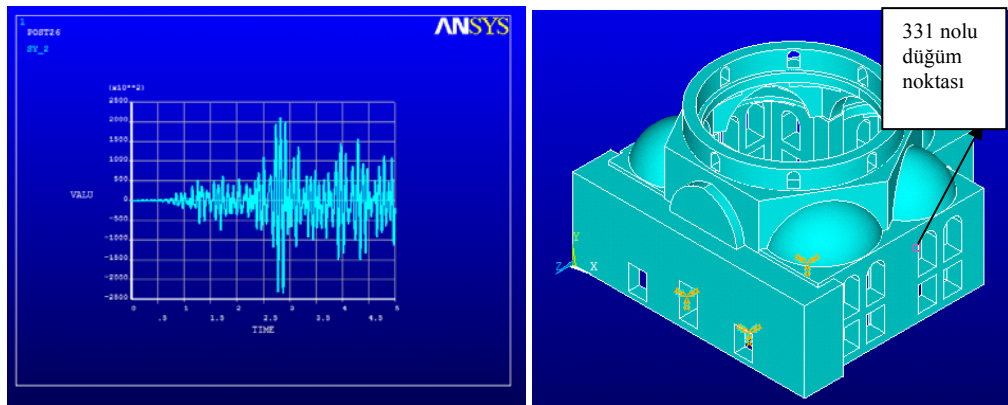 1
POST26
SY_2
ANSYS
(x10**2)
2500
2000
1500
1000
500
0
-500
-1000
-1500
-2000
-2500
VALU
0
1
2
3
4
5
.5
1.5
2.5
3.5
4.5
TIME
331 nolu
düğüm
noktası
Y
Z
X